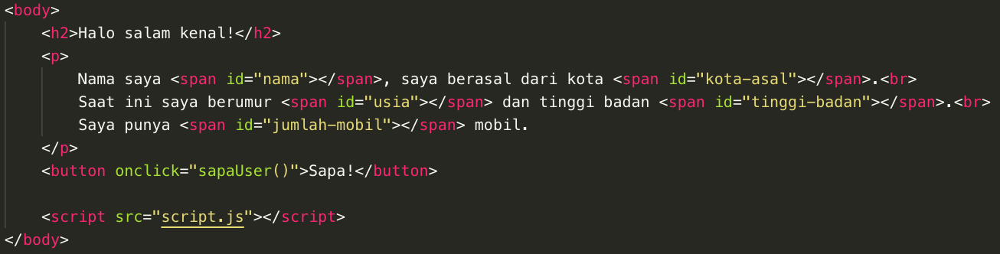 <body>
    <h2>Halo salam kenal!</h2>
    <p>
        Nama saya <span id="nama"></span>, saya berasal dari kota <span id="kota-asal"></span>.<br>
        Saat ini saya berumur <span id="usia"></span> dan tinggi badan <span id="tinggi-badan"></span>.<br>
        Saya punya <span id="jumlah-mobil"></span> mobil.
    </p>
    <button onclick="sapaUser()">Sapa!</button>

    <script src="script.js"></script>
</body>